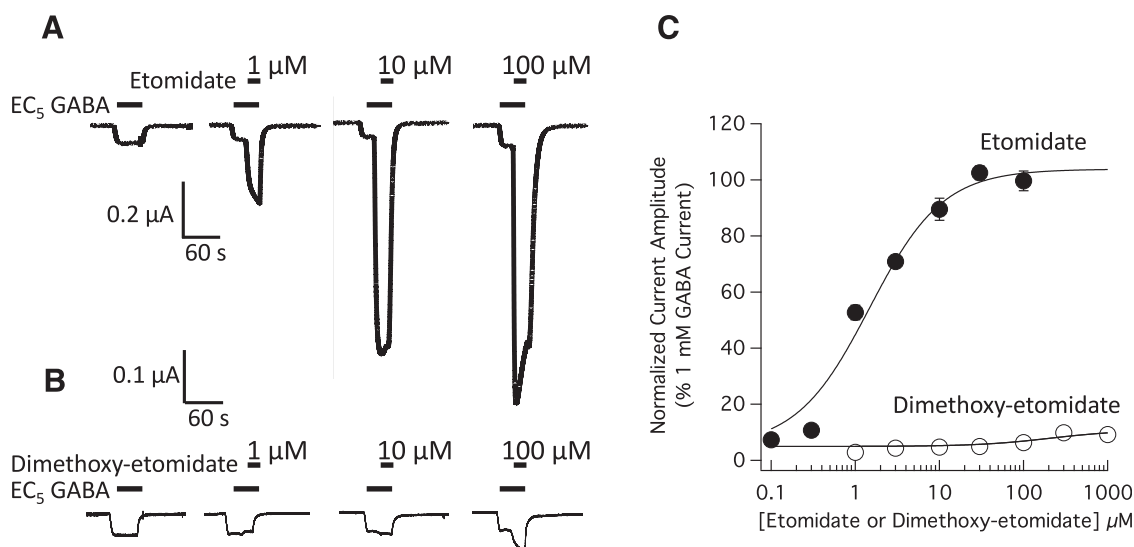 A
Etomidate
1 µM
10 µM
100 µM
EC5 GABA
0.2 µA
60 s
B
0.1 µA
60 s
Dimethoxy-etomidate
1 µM
10 µM
100 µM
EC5 GABA
C
Normalized Current Amplitude
(% 1 mM GABA Current)
120
100
80
60
40
20
0
Etomidate
Dimethoxy-etomidate
0.1 1 10 100 1000
[Etomidate or Dimethoxy-etomidate] µM